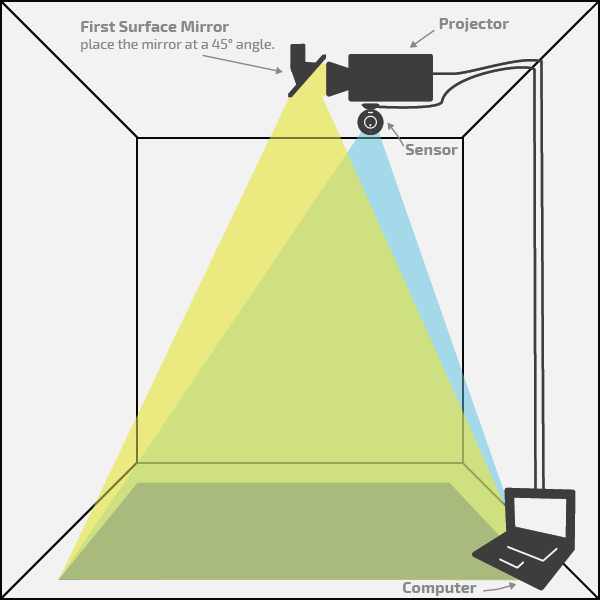 First Surface Mirror
place the mirror at a 45° angle.
Projector
Sensor
Computer